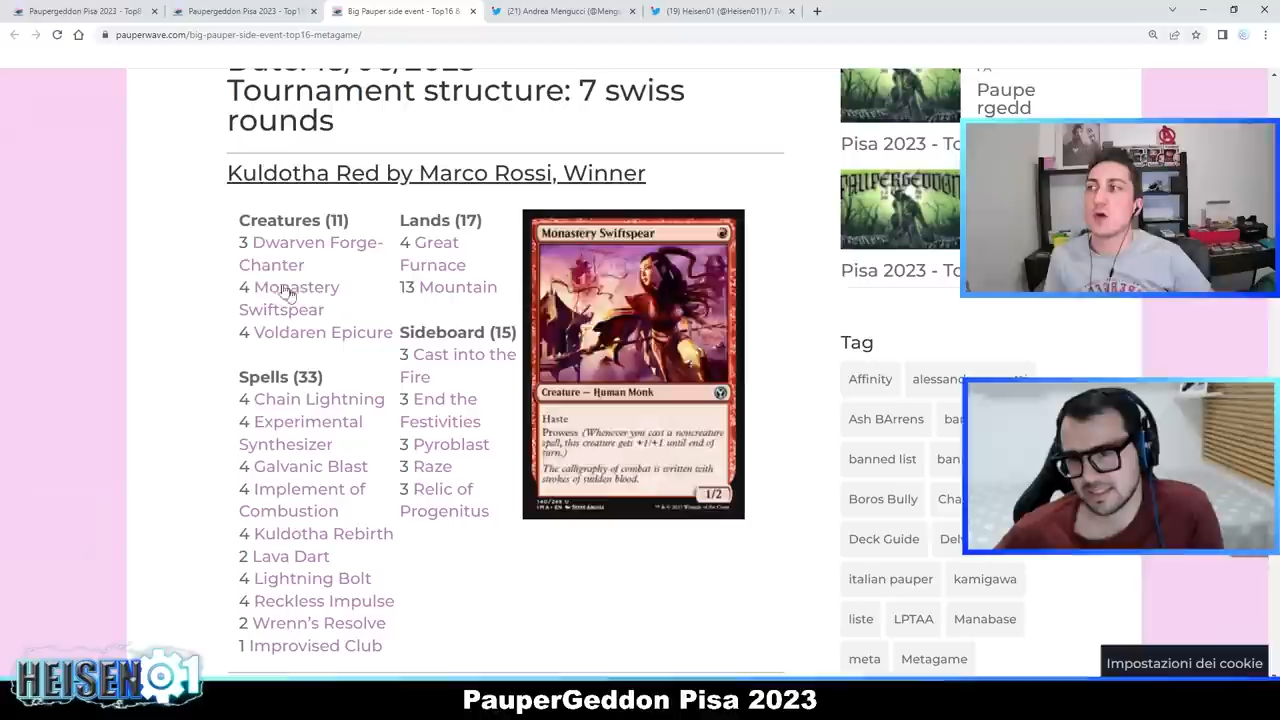 Paupergeddon Pisa 2023 - Top8
Paupergeddon Pisa 2023 - Top1
Big Pauper side event - Top16 &
(21) Andrea Mengucci (@Meng
(19) Heisen01 (@Heisen011) / Tw
pauperwave.com/big-pauper-side-event-top16-metagame/
Tournament structure: 7 swiss
rounds
Kuldotha Red by Marco Rossi, Winner
Creatures (11)
3 Dwarven Forge-
Chanter
4 Monastery
Swiftspear
4 Voldaren Epicure
Spells (33)
4 Chain Lightning
4 Experimental
Synthesizer
4 Galvanic Blast
4 Implement of
Combustion
4 Kuldotha Rebirth
2 Lava Dart
4 Lightning Bolt
4 Reckless Impulse
2 Wrenn's Resolve
1 Improvised Club
Lands (17)
4 Great
Furnace
13 Mountain
Sideboard (15)
3 Cast into the
Fire
3 End the
Festivities
3 Pyroblast
3 Raze
3 Relic of
Progenitus
Monastery Swiftspear
Creature — Human Monk
Haste
Prowess (Whenever you cast a noncreature
spell, this creature gets +1/+1 until end of
turn.)
The calligraphy of combat is written with
strokes of sudden blood.
1/2
Paupe
rgedd
Pisa 2023 - To
PAUPERGEDDON
Pisa 2023 - To
Tag
Affinity
Ash BArrens
banned list
Boros Bully
Deck Guide
italian pauper
kamigawa
liste
LPTAA
Manabase
meta
Metagame
Impostazioni dei cookie
HEISEN01
PauperGeddon Pisa 2023